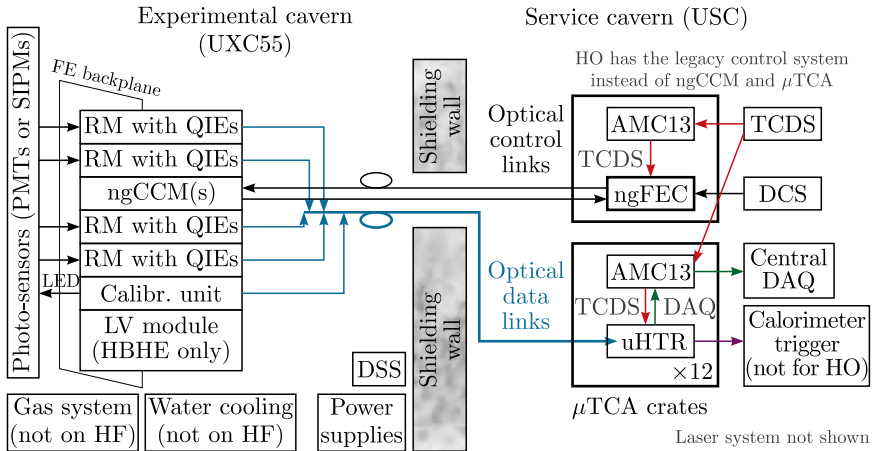 Experimental cavern
(UXC55)
Service cavern (USC)
HO has the legacy control system
instead of ngCCM and μTCA
Photo-sensors (PMTs or SIPMs)
FE backplane
RM with QIEs
RM with QIEs
ngCCM(s)
RM with QIEs
RM with QIEs
LED
Calibr. unit
LV module
(HBHE only)
Shielding
wall
Shielding
wall
Optical
control
links
AMC13
TCDS
TCDS
ngFEC
DCS
Optical
data
links
AMC13
TCDS
DAQ
uHTR
×12
μTCA crates
Central
DAQ
Calorimeter
trigger
(not for HO)
DSS
Gas system
(not on HF)
Water cooling
(not on HF)
Power
supplies
Laser system not shown